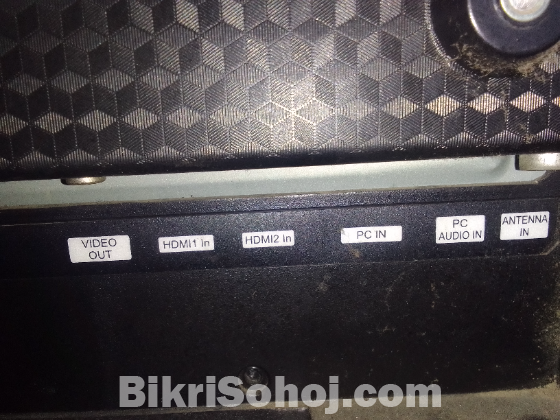 VIDEO
OUT
HDMI1 in
HDMI2 in
PC IN
PC
AUDIO IN
ANTENNA
IN
BikriSohoj.com